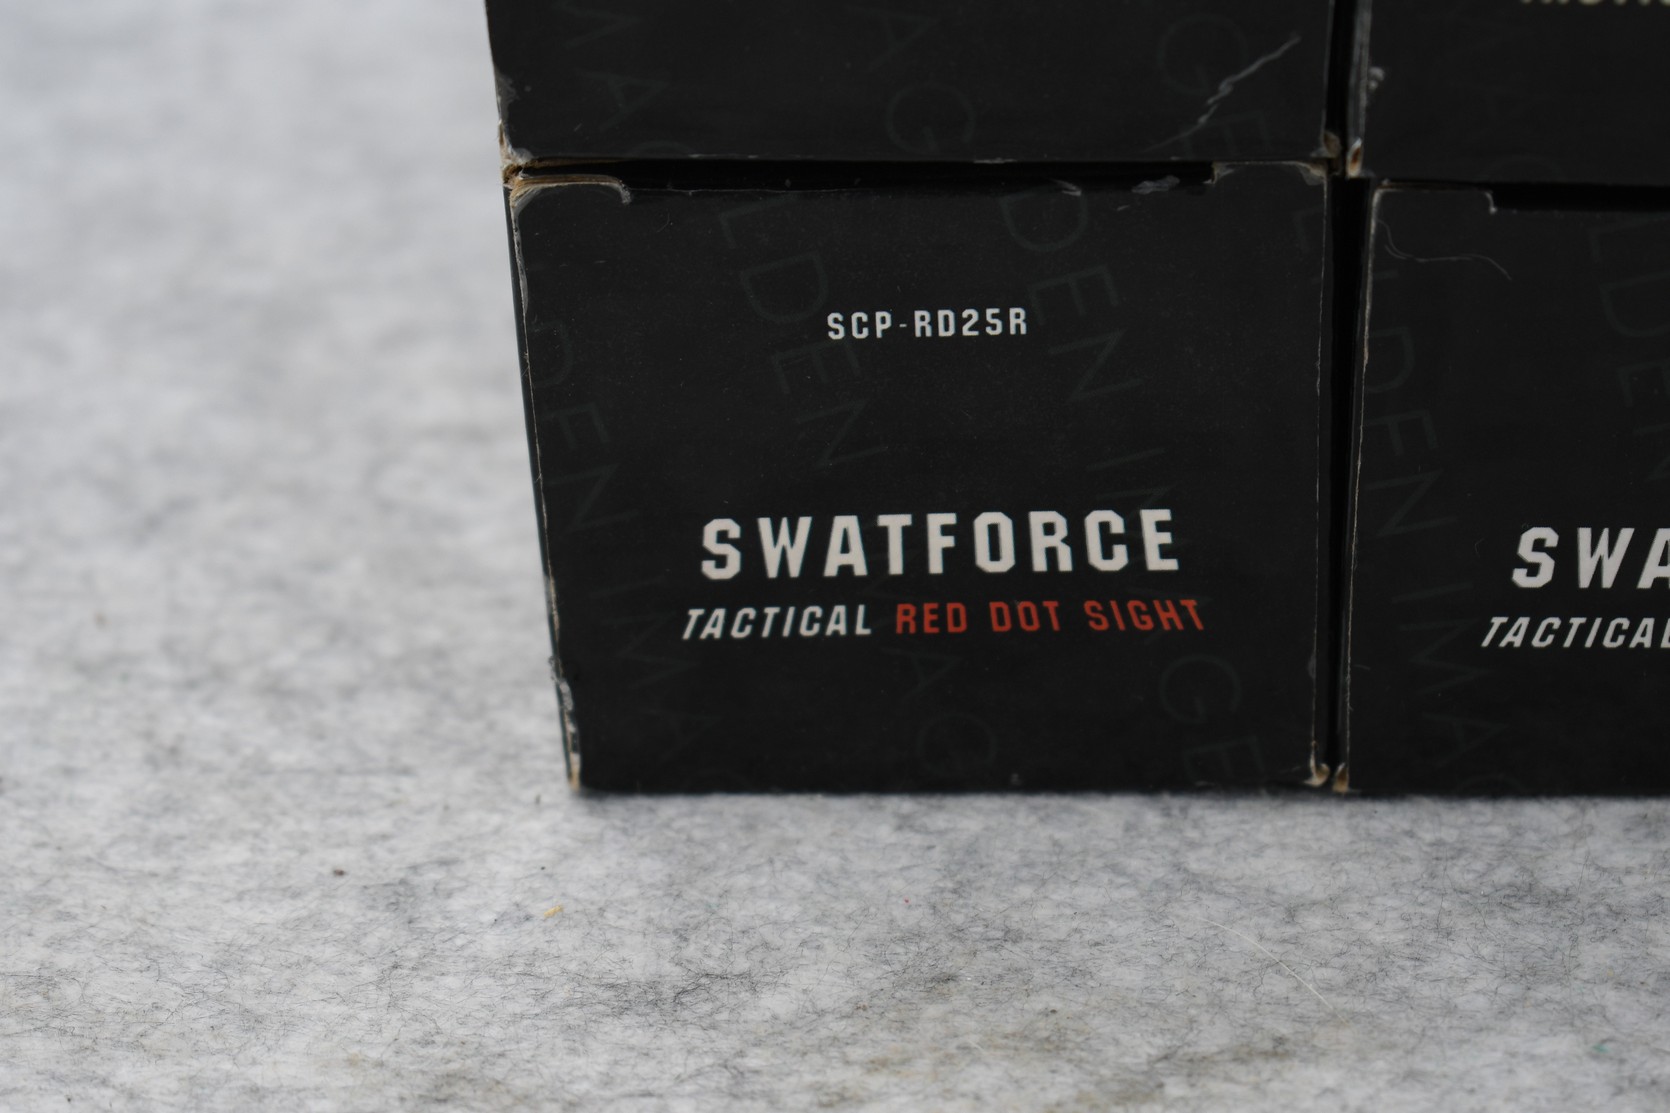 SCP-RD25R
SWATFORCE
TACTICAL RED DOT SIGHT
SWA
TACTICAL